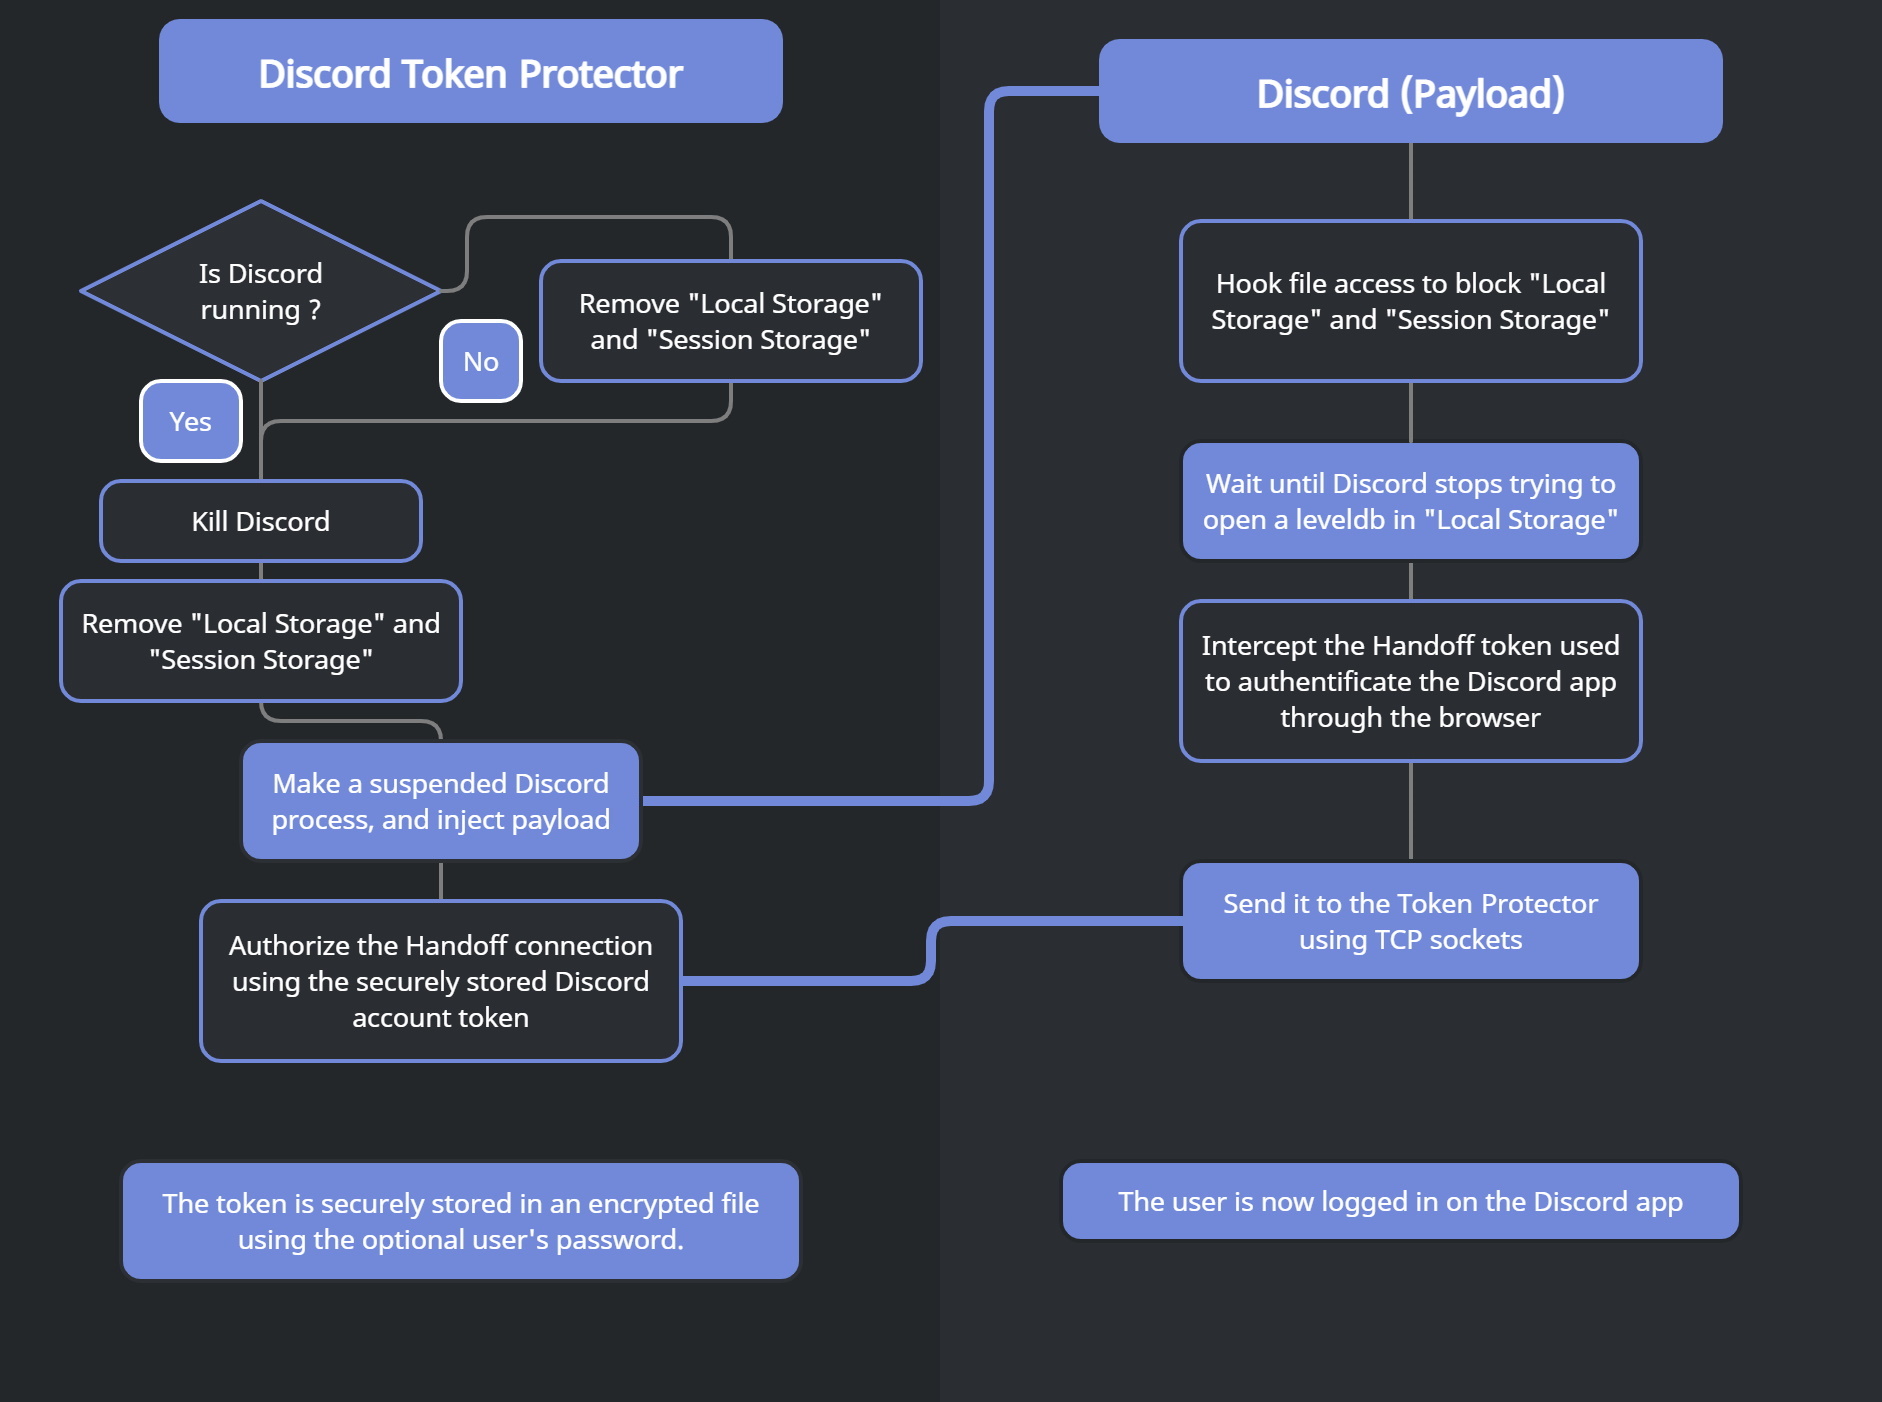 Discord Token Protector
Is Discord
running ?
No
Remove "Local Storage"
and "Session Storage"
Yes
Kill Discord
Remove "Local Storage" and
"Session Storage"
Make a suspended Discord
process, and inject payload
Authorize the Handoff connection
using the securely stored Discord
account token
The token is securely stored in an encrypted file
using the optional user's password.
Discord (Payload)
Hook file access to block "Local
Storage" and "Session Storage"
Wait until Discord stops trying to
open a leveldb in "Local Storage"
Intercept the Handoff token used
to authentificate the Discord app
through the browser
Send it to the Token Protector
using TCP sockets
The user is now logged in on the Discord app